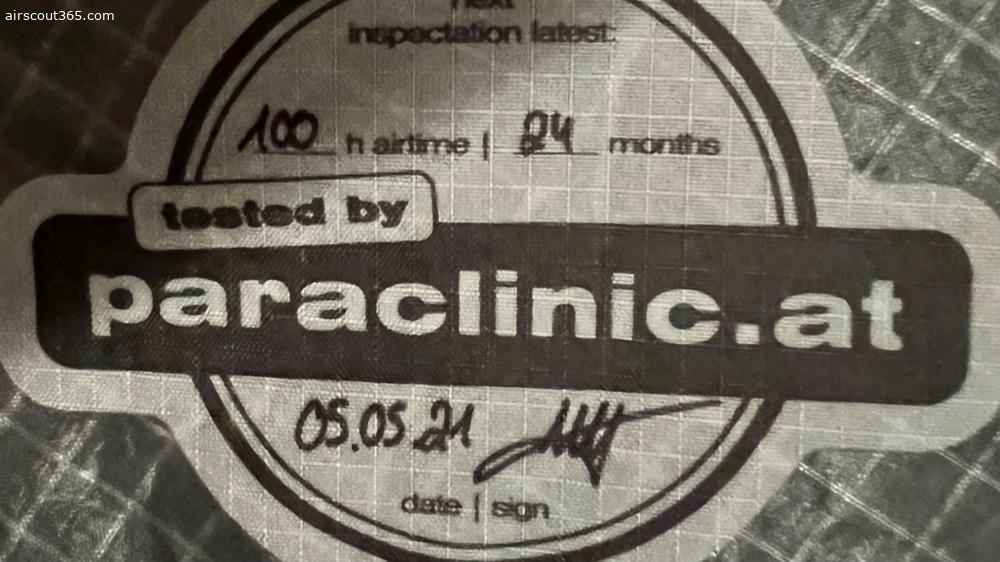 airscout365.com
next
inspectation latest:
100 h airtime | 24 months
tested by
paraclinic.at
05.05.21
date | sign